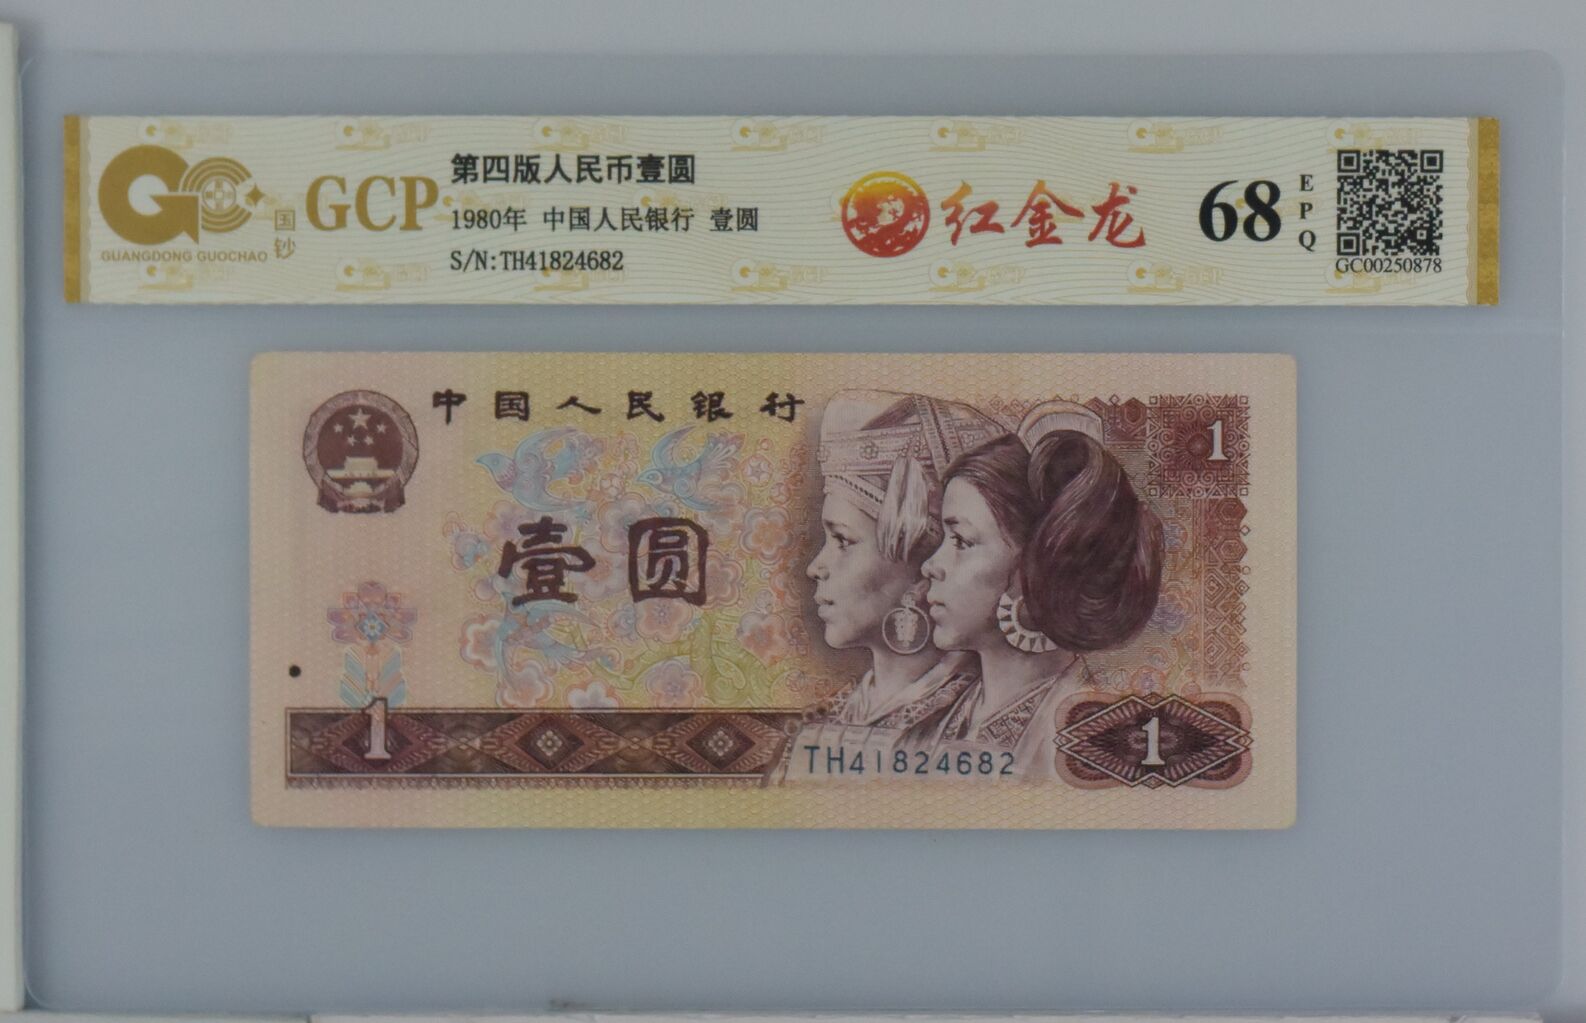 GUANGDONG GUOCHAO
国钞
GCP
第四版人民币壹圆
1980年 中国人民银行 壹圆
S/N:TH41824682
红金龙
68
EPQ
GC00250878
中国人民银行
1
壹圆
1
TH41824682
1